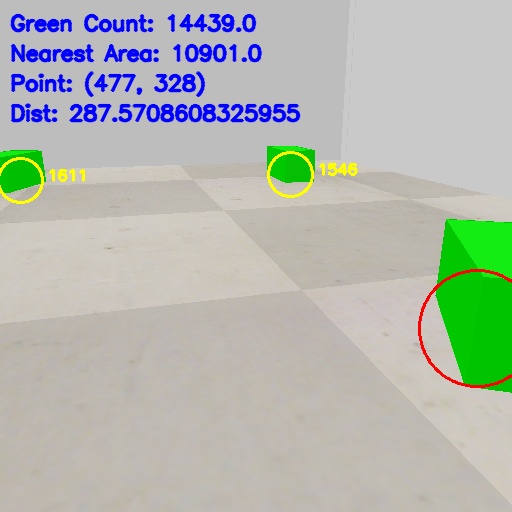 Green Count: 14439.0
Nearest Area: 10901.0
Point: (477, 328)
Dist: 287.5708608325955
1611
1546